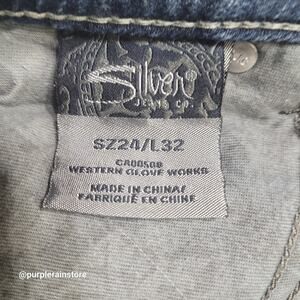 Silver
JEANS CO.
SZ24/L32
CA00508
WESTERN GLOVE WORKS
MADE IN CHINA/
FABRIQUÉ EN CHINE
@purplerainstore